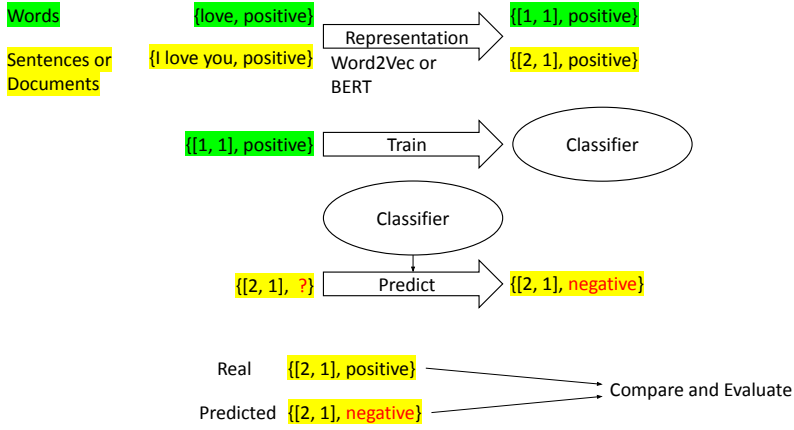 Words {love, positive} {[1, 1], positive}
Representation
Sentences or {I love you, positive} {[2, 1], positive}
Documents Word2Vec or
BERT
{[1, 1], positive} Train Classifier
Classifier
{[2, 1], ?} Predict {[2, 1], negative}
Real {[2, 1], positive}
Compare and Evaluate
Predicted {[2, 1], negative}